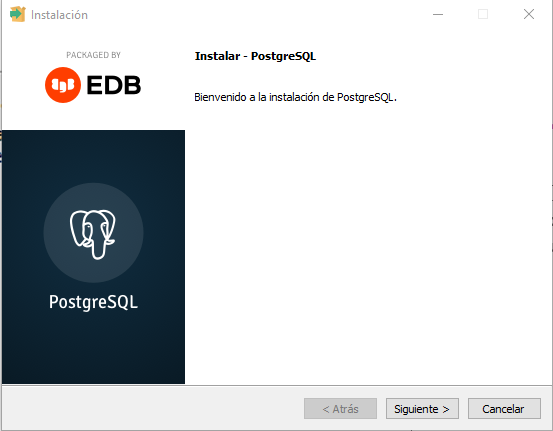 Instalación
PACKAGED BY
EDB
Instalar - PostgreSQL
Bienvenido a la instalación de PostgreSQL.
PostgreSQL
< Atrás
Siguiente >
Cancelar